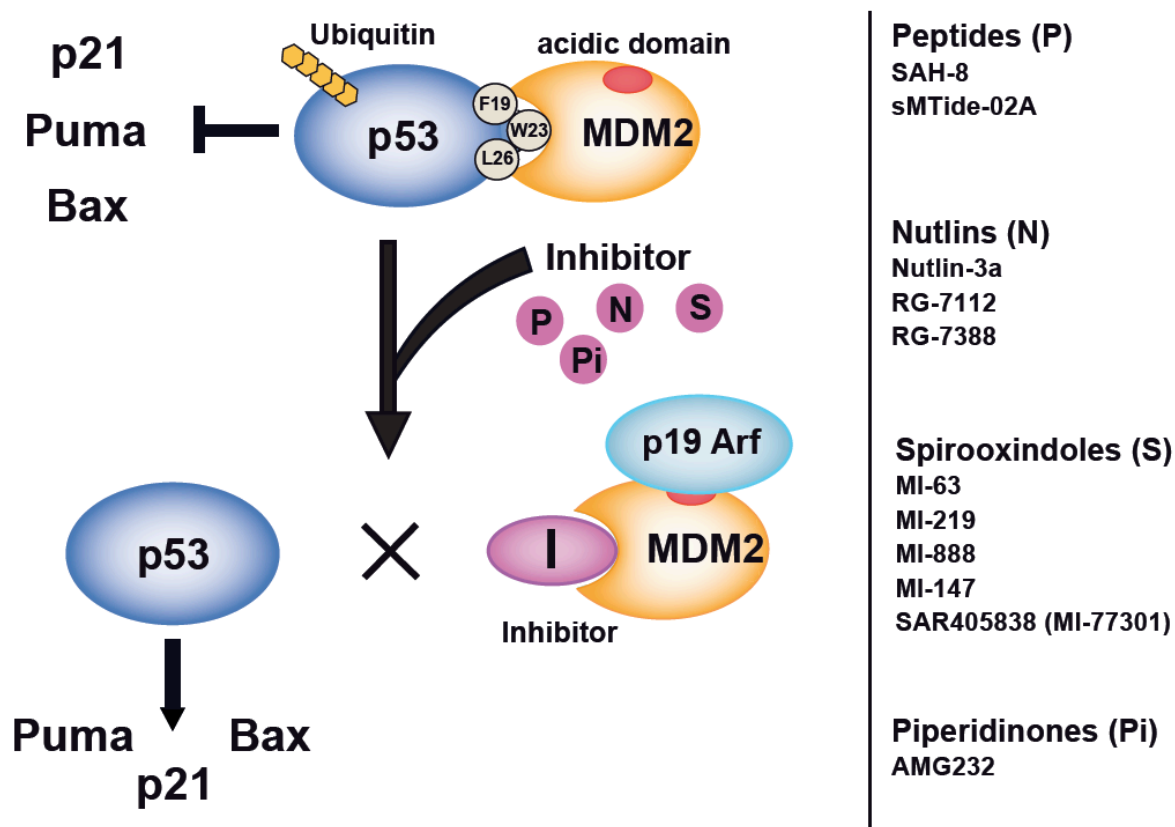 Ubiquitin
acidic domain
p21
Puma
Bax
p53
F19
W23
L26
MDM2
Inhibitor
P
N
S
Pi
p19 Arf
p53
I
MDM2
Inhibitor
Puma
Bax
p21
Peptides (P)
SAH-8
sMTide-02A
Nutlins (N)
Nutlin-3a
RG-7112
RG-7388
Spirooxindoles (S)
MI-63
MI-219
MI-888
MI-147
SAR405838 (MI-77301)
Piperidinones (Pi)
AMG232